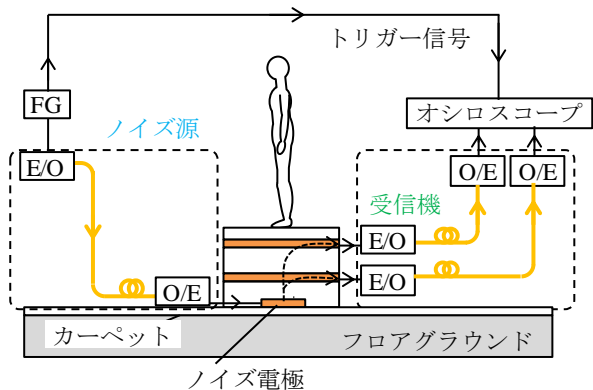 トリガー信号
FG
オシロスコープ
ノイズ源
E/O
O/E
O/E
受信機
E/O
E/O
O/E
カーペット
フロアグラウンド
ノイズ電極